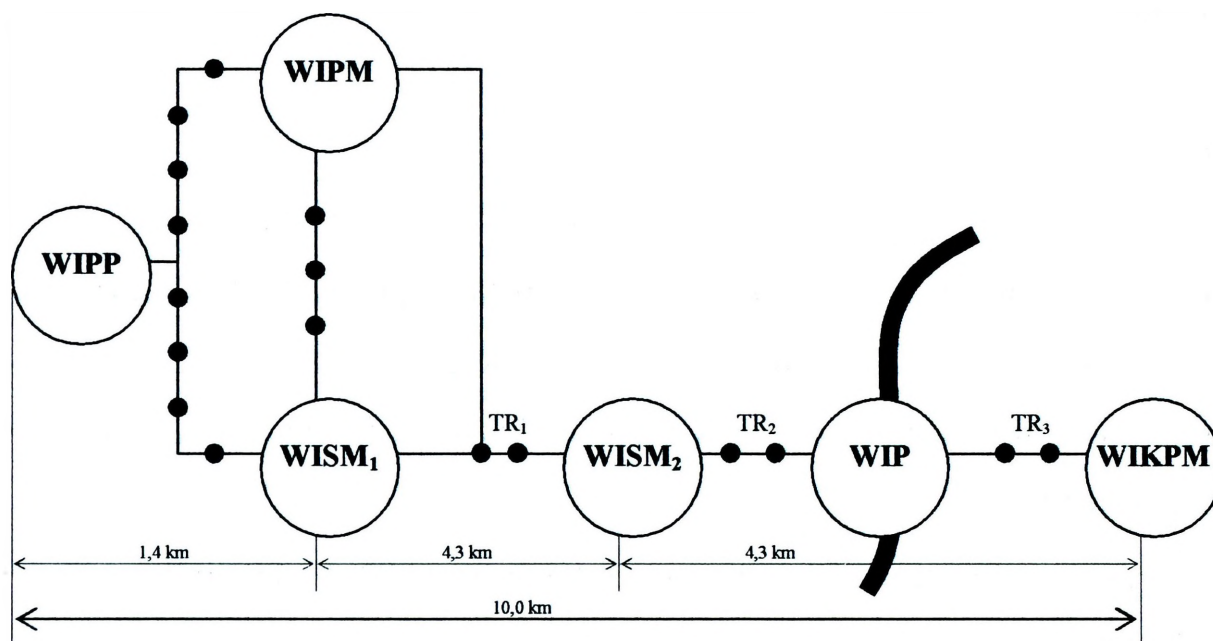 WIPM
WIPP
TR₁
TR₂
TR₃
WISM₁
WISM₂
WIP
WIKPM
1,4 km
4,3 km
4,3 km
10,0 km